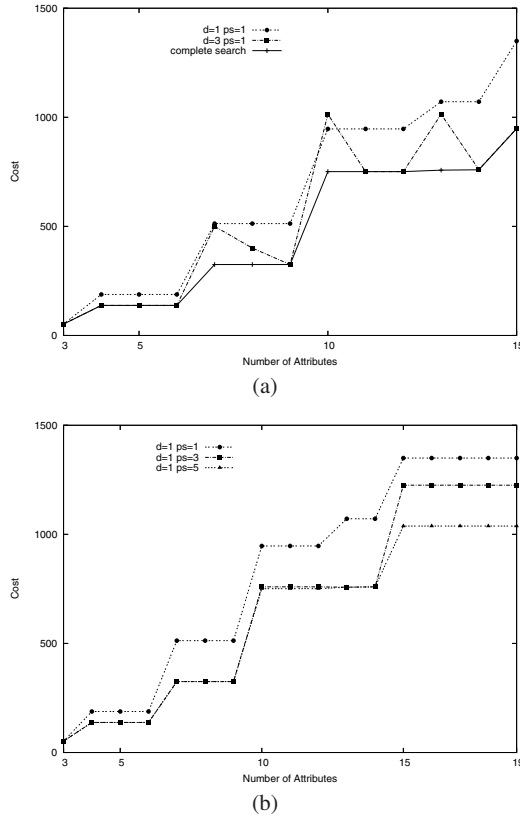 1500
d=1 ps=1
d=3 ps=1
complete search
1000
Cost
500
0
3 5 10 15
Number of Attributes
(a)
1500
d=1 ps=1
d=1 ps=3
d=1 ps=5
1000
Cost
500
0
3 5 10 15 19
Number of Attributes
(b)